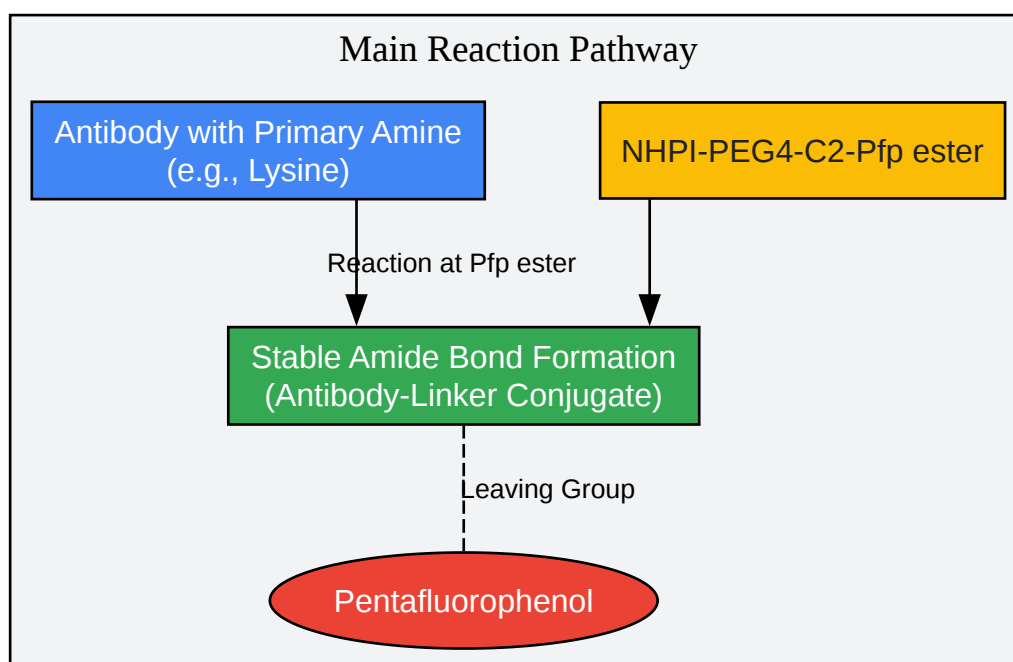 Main Reaction Pathway
Antibody with Primary Amine
(e.g., Lysine)
NHPI-PEG4-C2-Pfp ester
Reaction at Pfp ester
Stable Amide Bond Formation
(Antibody-Linker Conjugate)
Leaving Group
Pentafluorophenol